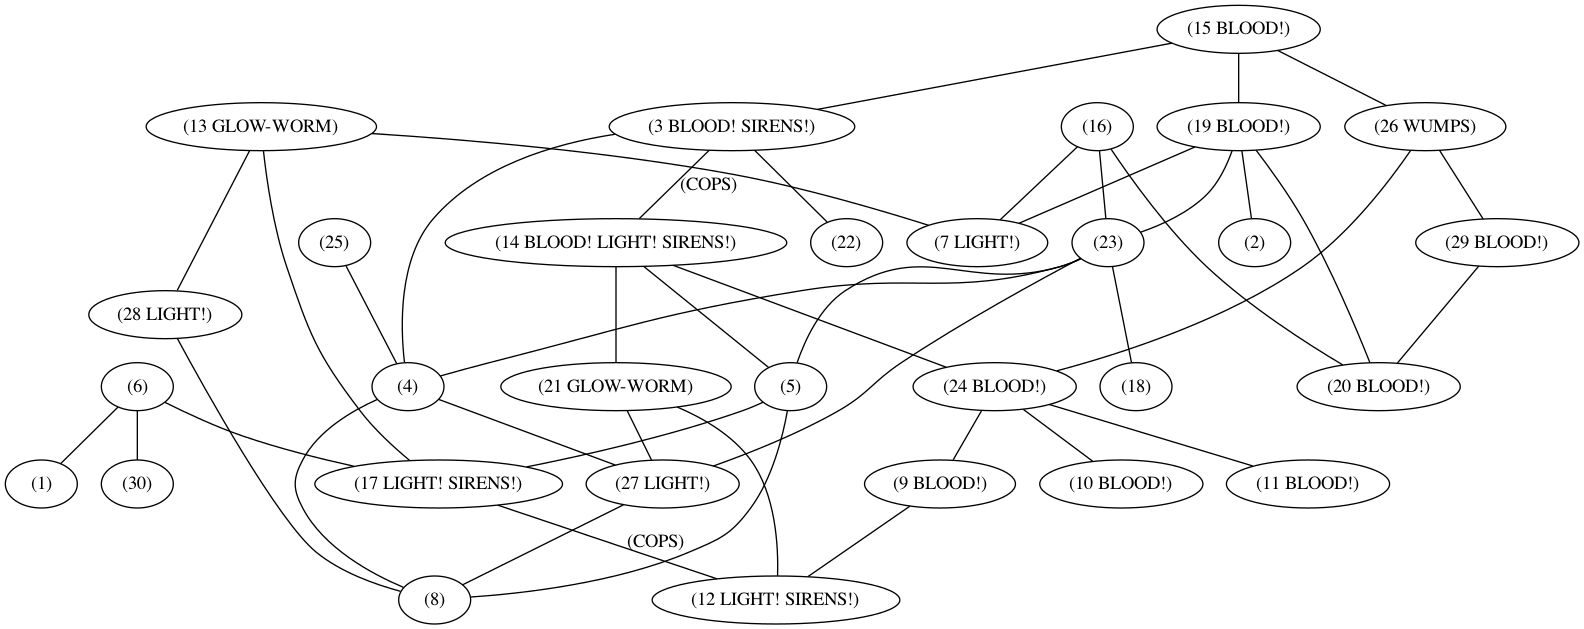 (15 BLOOD!)
(13 GLOW-WORM)
(3 BLOOD! SIRENS!)
(16)
(19 BLOOD!)
(26 WUMPS)
(COPS)
(25)
(14 BLOOD! LIGHT! SIRENS!)
(22)
(7 LIGHT!)
(23)
(2)
(29 BLOOD!)
(28 LIGHT!)
(6)
(4)
(21 GLOW-WORM)
(5)
(24 BLOOD!)
(18)
(20 BLOOD!)
(1)
(30)
(17 LIGHT! SIRENS!)
(27 LIGHT!)
(9 BLOOD!)
(10 BLOOD!)
(11 BLOOD!)
(COPS)
(8)
(12 LIGHT! SIRENS!)